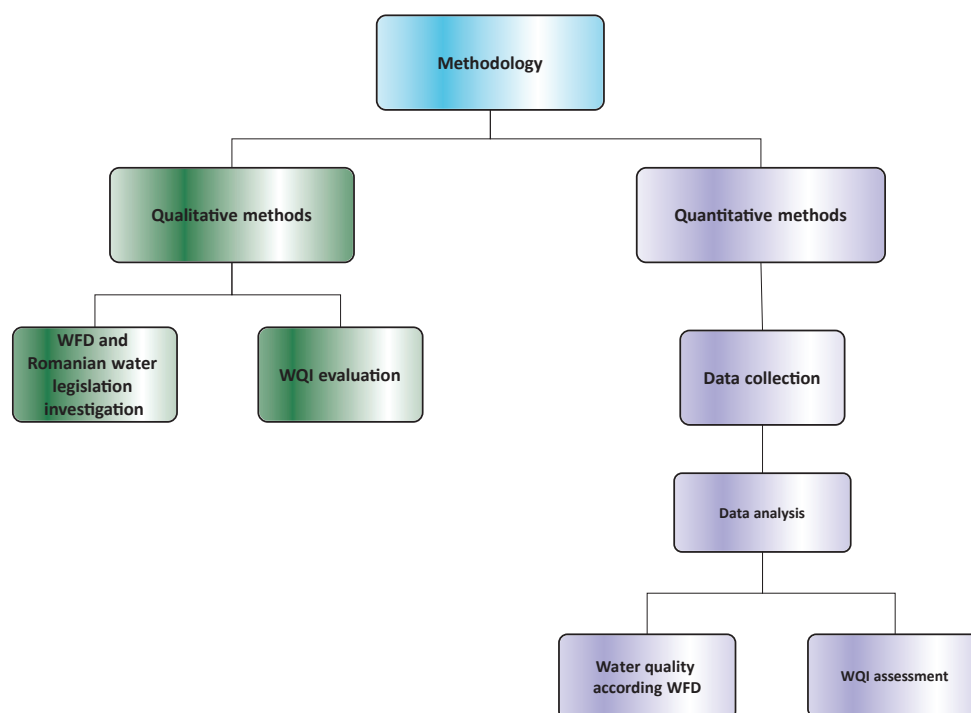 Methodology
Qualitative methods
Quantitative methods
WFD and
Romanian water
legislation
investigation
WQI evaluation
Data collection
Data analysis
Water quality
according WFD
WQI assessment